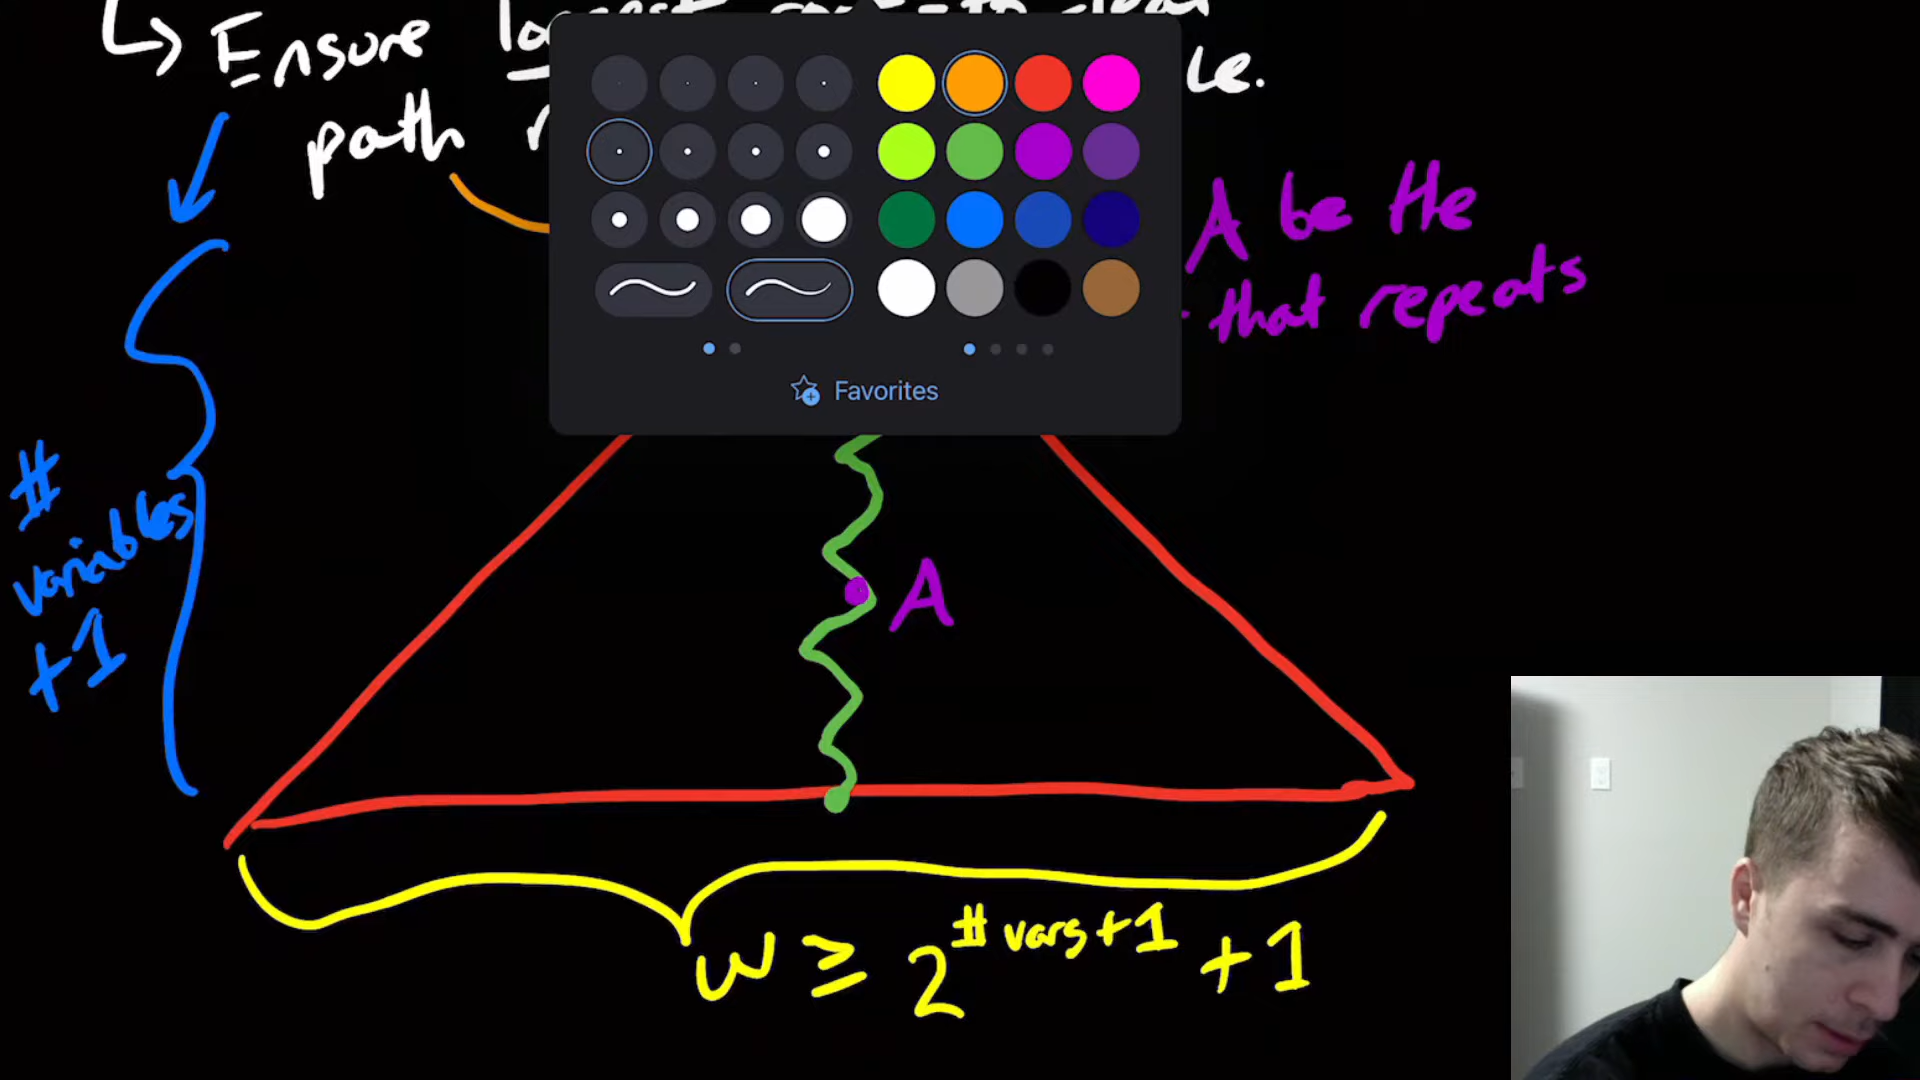 Ensure
le.
path
A be the
that repeats
Favorites
#
variables
+1
A
w ≥ 2^# vars+1 +1